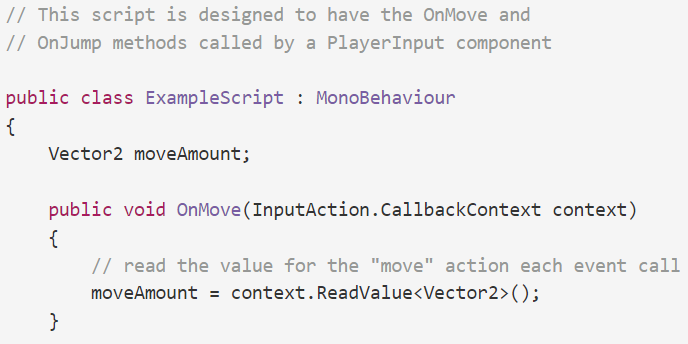 // This script is designed to have the OnMove and
// OnJump methods called by a PlayerInput component
public class ExampleScript : MonoBehaviour
{
Vector2 moveAmount;
public void OnMove(InputAction.CallbackContext context)
{
// read the value for the "move" action each event call
moveAmount = context.ReadValue<Vector2>();
}